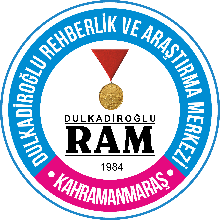 DULKADİROĞLU REHBERLİK VE ARAŞTIRMA MERKEZİ
DULKADİROĞLU
RAM
1984
• KAHRAMANMARAŞ •